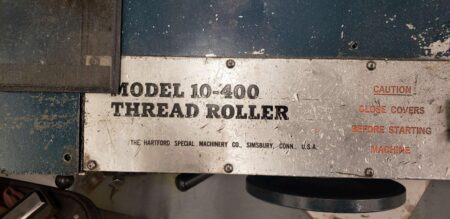 MODEL 10-400
THREAD ROLLER
THE HARTFORD SPECIAL MACHINERY CO., SIMSBURY, CONN., U.S.A.
CAUTION
CLOSE COVERS
BEFORE STARTING
MACHINE